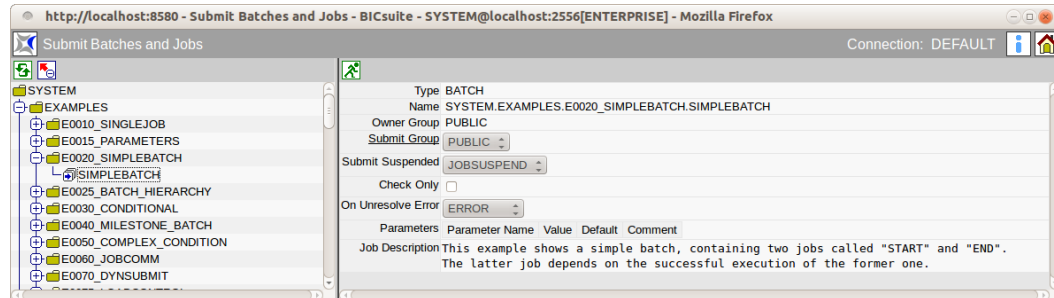 http://localhost:8580 - Submit Batches and Jobs - BICsuite - SYSTEM@localhost:2556[ENTERPRISE] - Mozilla Firefox
Submit Batches and Jobs
Connection: DEFAULT
SYSTEM
EXAMPLES
E0010_SINGLEJOB
E0015_PARAMETERS
E0020_SIMPLEBATCH
SIMPLEBATCH
E0025_BATCH_HIERARCHY
E0030_CONDITIONAL
E0040_MILESTONE_BATCH
E0050_COMPLEX_CONDITION
E0060_JOBCOMM
E0070_DYNSUBMIT
Type BATCH
Name SYSTEM.EXAMPLES.E0020_SIMPLEBATCH.SIMPLEBATCH
Owner Group PUBLIC
Submit Group PUBLIC
Submit Suspended JOBSUSPEND
Check Only
On Unresolve Error ERROR
Parameters Parameter Name Value Default Comment
Job Description This example shows a simple batch, containing two jobs called "START" and "END".
The latter job depends on the successful execution of the former one.